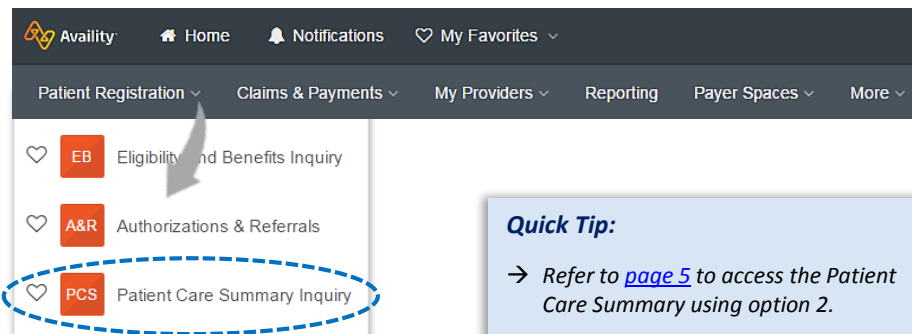 Availity Home Notifications My Favorites
Patient Registration Claims & Payments My Providers Reporting Payer Spaces More
EB Eligibility and Benefits Inquiry
A&R Authorizations & Referrals
PCS Patient Care Summary Inquiry
Quick Tip:
→ Refer to page 5 to access the Patient
Care Summary using option 2.